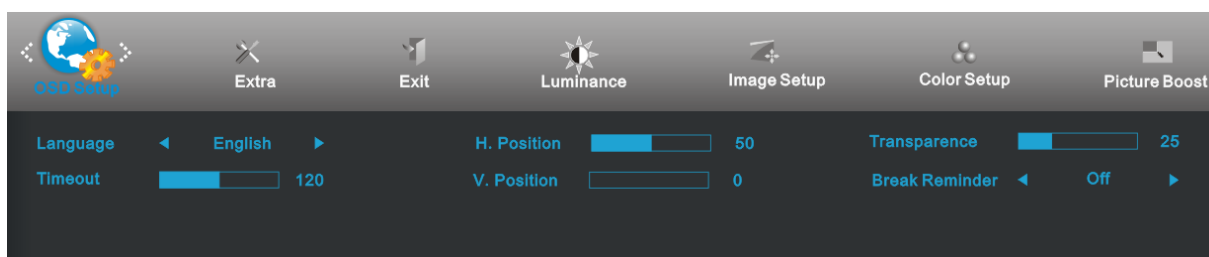 OSD Setup Extra Exit Luminance Image Setup Color Setup Picture Boost
Language English H. Position 50 Transparence 25
Timeout 120 V. Position 0 Break Reminder Off